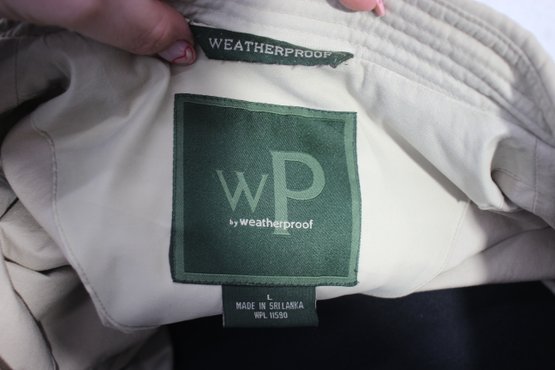 WEATHERPROOF
wP
by weatherproof
L
MADE IN SRI LANKA
WPL 11590